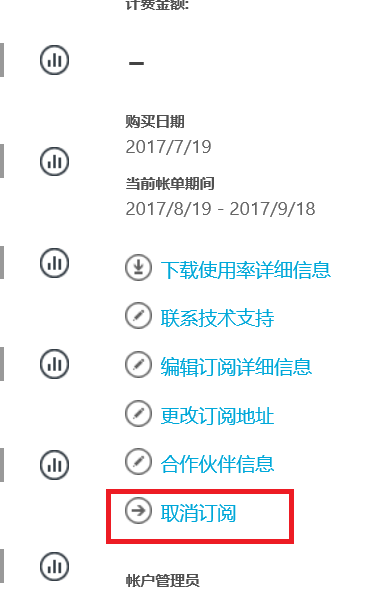 计费金额:
–
购买日期
2017/7/19
当前帐单期间
2017/8/19 - 2017/9/18
下载使用率详细信息
联系技术支持
编辑订阅详细信息
更改订阅地址
合作伙伴信息
取消订阅
帐户管理员